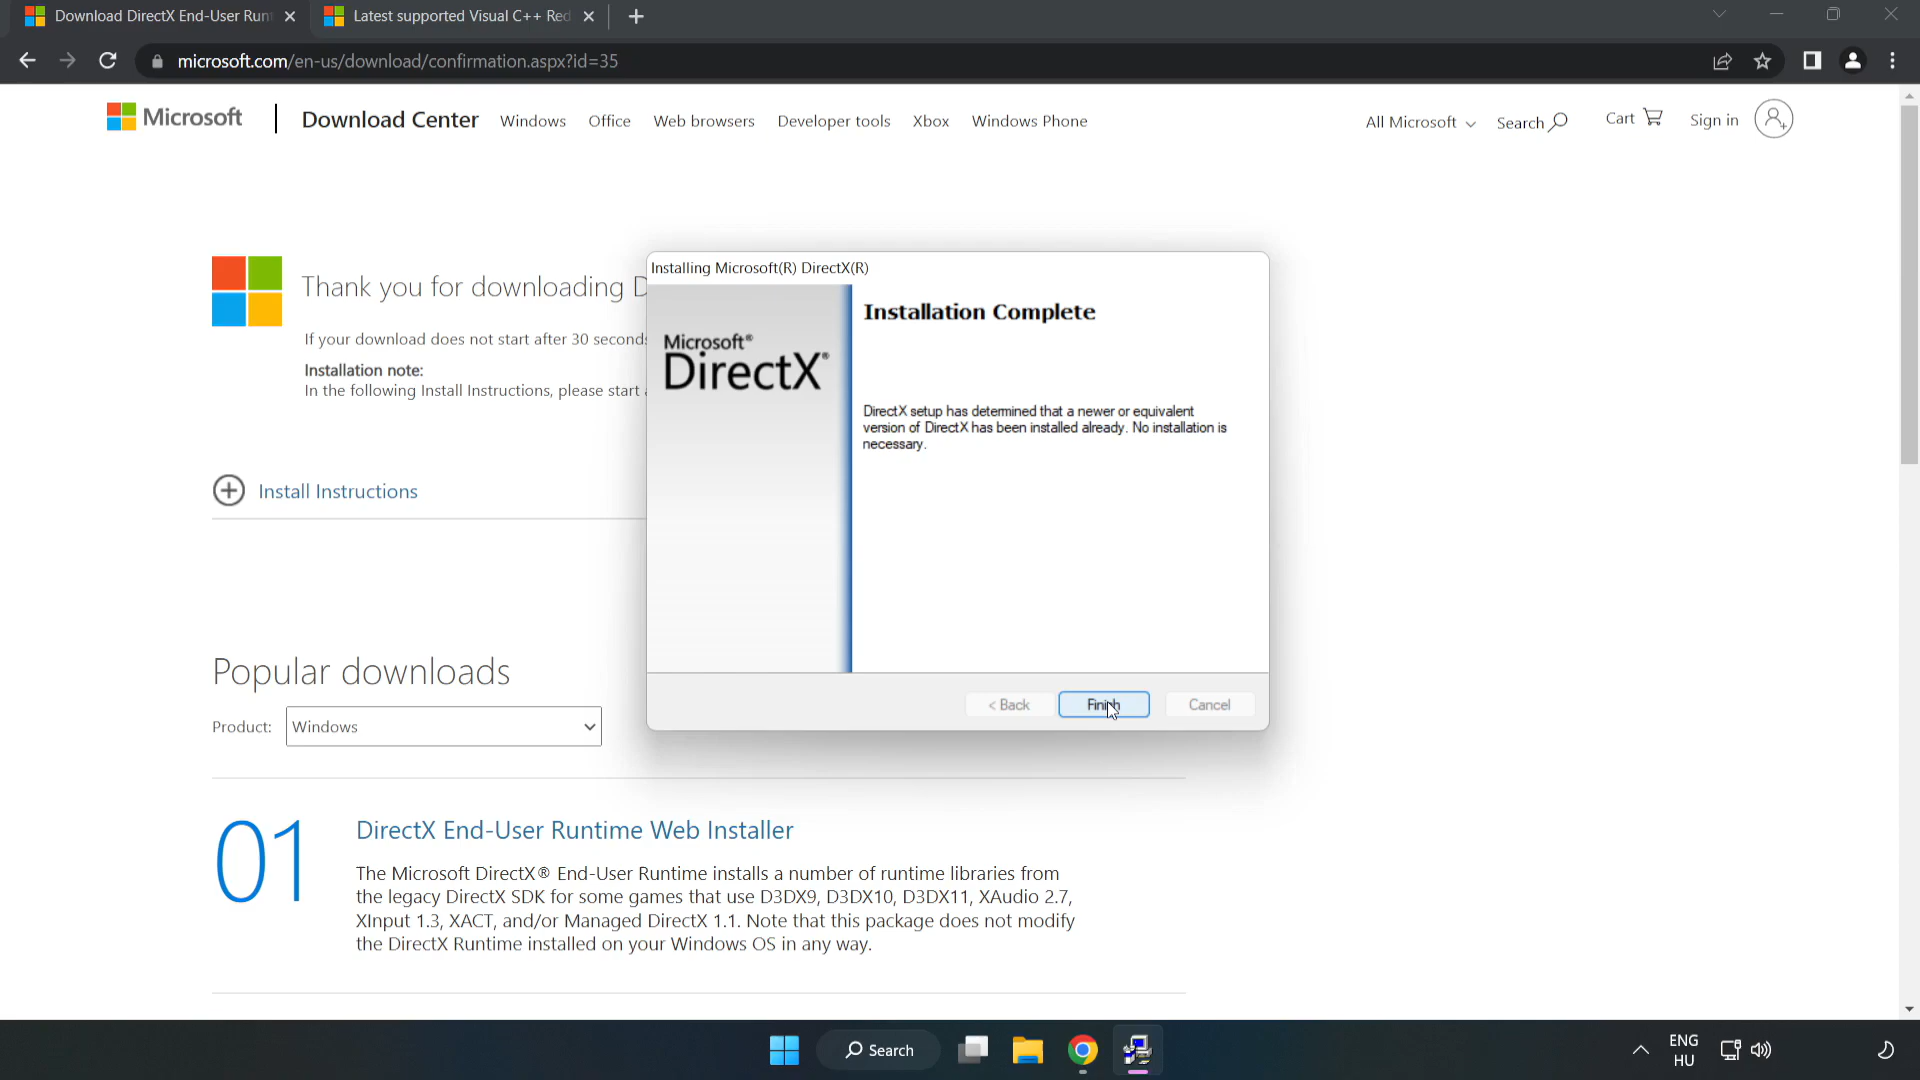 Download DirectX End-User Run
Latest supported Visual C++ Red
microsoft.com/en-us/download/confirmation.aspx?id=35
Microsoft
Download Center
Windows
Office
Web browsers
Developer tools
Xbox
Windows Phone
All Microsoft
Search
Cart
Sign in
Thank you for downloading D
If your download does not start after 30 seconds
Installation note:
In the following Install Instructions, please start a
Install Instructions
Installing Microsoft(R) DirectX(R)
Microsoft®
DirectX®
Installation Complete
DirectX setup has determined that a newer or equivalent
version of DirectX has been installed already. No installation is
necessary.
< Back
Finish
Cancel
Popular downloads
Product:
Windows
01
DirectX End-User Runtime Web Installer
The Microsoft DirectX® End-User Runtime installs a number of runtime libraries from
the legacy DirectX SDK for some games that use D3DX9, D3DX10, D3DX11, XAudio 2.7,
XInput 1.3, XACT, and/or Managed DirectX 1.1. Note that this package does not modify
the DirectX Runtime installed on your Windows OS in any way.
Search
ENG
HU